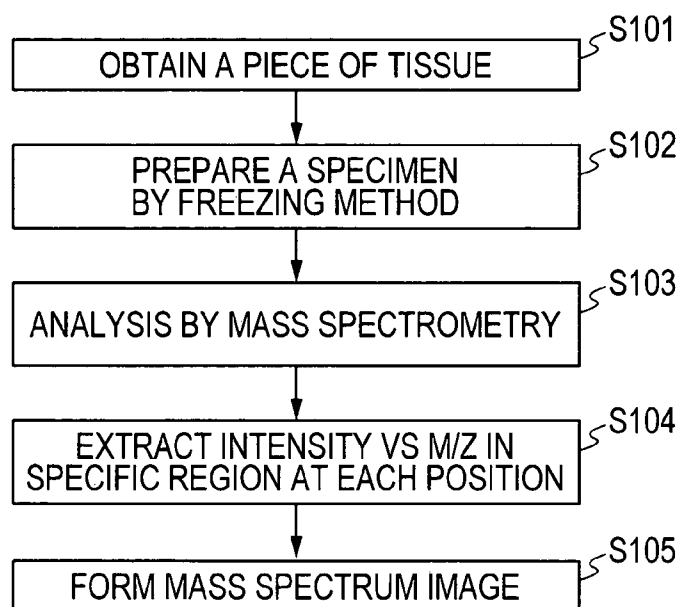 S101
OBTAIN A PIECE OF TISSUE
S102
PREPARE A SPECIMEN
BY FREEZING METHOD
S103
ANALYSIS BY MASS SPECTROMETRY
S104
EXTRACT INTENSITY VS M/Z IN
SPECIFIC REGION AT EACH POSITION
S105
FORM MASS SPECTRUM IMAGE